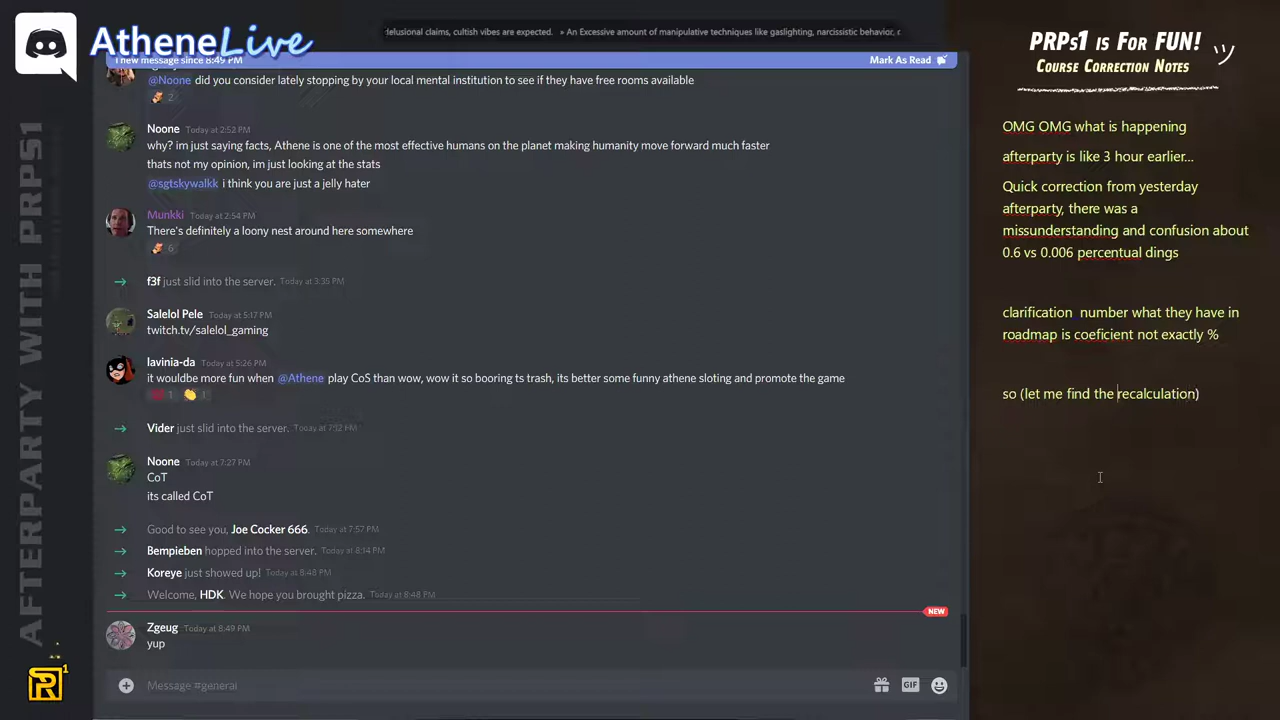 AtheneLive
delusional claims, cultish vibes are expected. » An Excessive amount of manipulative techniques like gaslighting, narcissistic behavior,
1 new message since 8:49 PM
Mark As Read
@Noone did you consider lately stopping by your local mental institution to see if they have free rooms available
2
Noone Today at 2:52 PM
why? im just saying facts, Athene is one of the most effective humans on the planet making humanity move forward much faster
thats not my opinion, im just looking at the stats
@sgtskywalkk i think you are just a jelly hater
Munkki Today at 2:54 PM
There's definitely a loony nest around here somewhere
6
f3f just slid into the server. Today at 3:35 PM
Salelol Pele Today at 5:17 PM
twitch.tv/salelol_gaming
lavinia-da Today at 5:26 PM
it wouldbe more fun when @Athene play CoS than wow, wow it so booring ts trash, its better some funny athene sloting and promote the game
1 1
Vider just slid into the server. Today at 7:12 PM
Noone Today at 7:27 PM
CoT
its called CoT
Good to see you, Joe Cocker 666. Today at 7:57 PM
Bempieben hopped into the server. Today at 8:14 PM
Koreye just showed up! Today at 8:48 PM
Welcome, HDK. We hope you brought pizza. Today at 8:48 PM
NEW
Zgeug Today at 8:49 PM
yup
Message #general
GIF
AFTERPARTY WITH PRPS1
R1
PRPs1 is For FUN!
Course Correction Notes
OMG OMG what is happening
afterparty is like 3 hour earlier...
Quick correction from yesterday
afterparty, there was a
missunderstanding and confusion about
0.6 vs 0.006 percentual dings
clarification number what they have in
roadmap is coeficient not exactly %
so (let me find the recalculation)